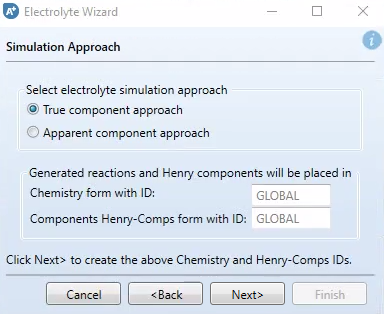 Electrolyte Wizard
Simulation Approach
Select electrolyte simulation approach
True component approach
Apparent component approach
Generated reactions and Henry components will be placed in
Chemistry form with ID: GLOBAL
Components Henry-Comps form with ID: GLOBAL
Click Next> to create the above Chemistry and Henry-Comps IDs.
Cancel <Back Next> Finish